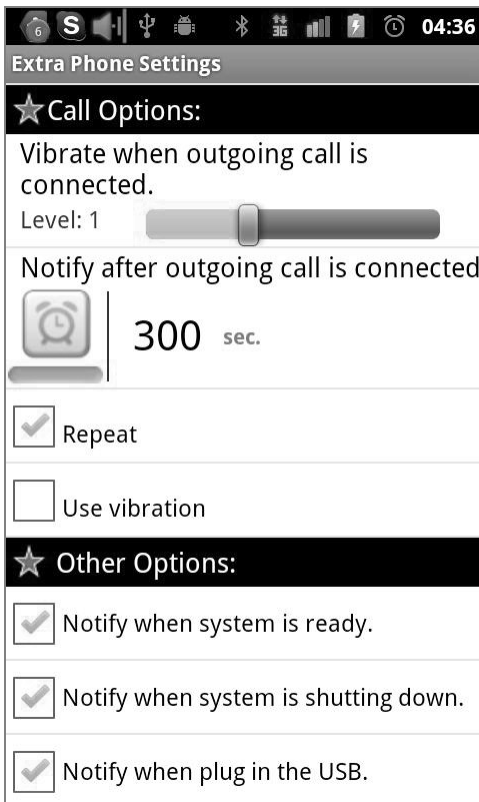 6 S 3G 04:36
Extra Phone Settings
Call Options:
Vibrate when outgoing call is
connected.
Level: 1
Notify after outgoing call is connected
300 sec.
Repeat
Use vibration
Other Options:
Notify when system is ready.
Notify when system is shutting down.
Notify when plug in the USB.